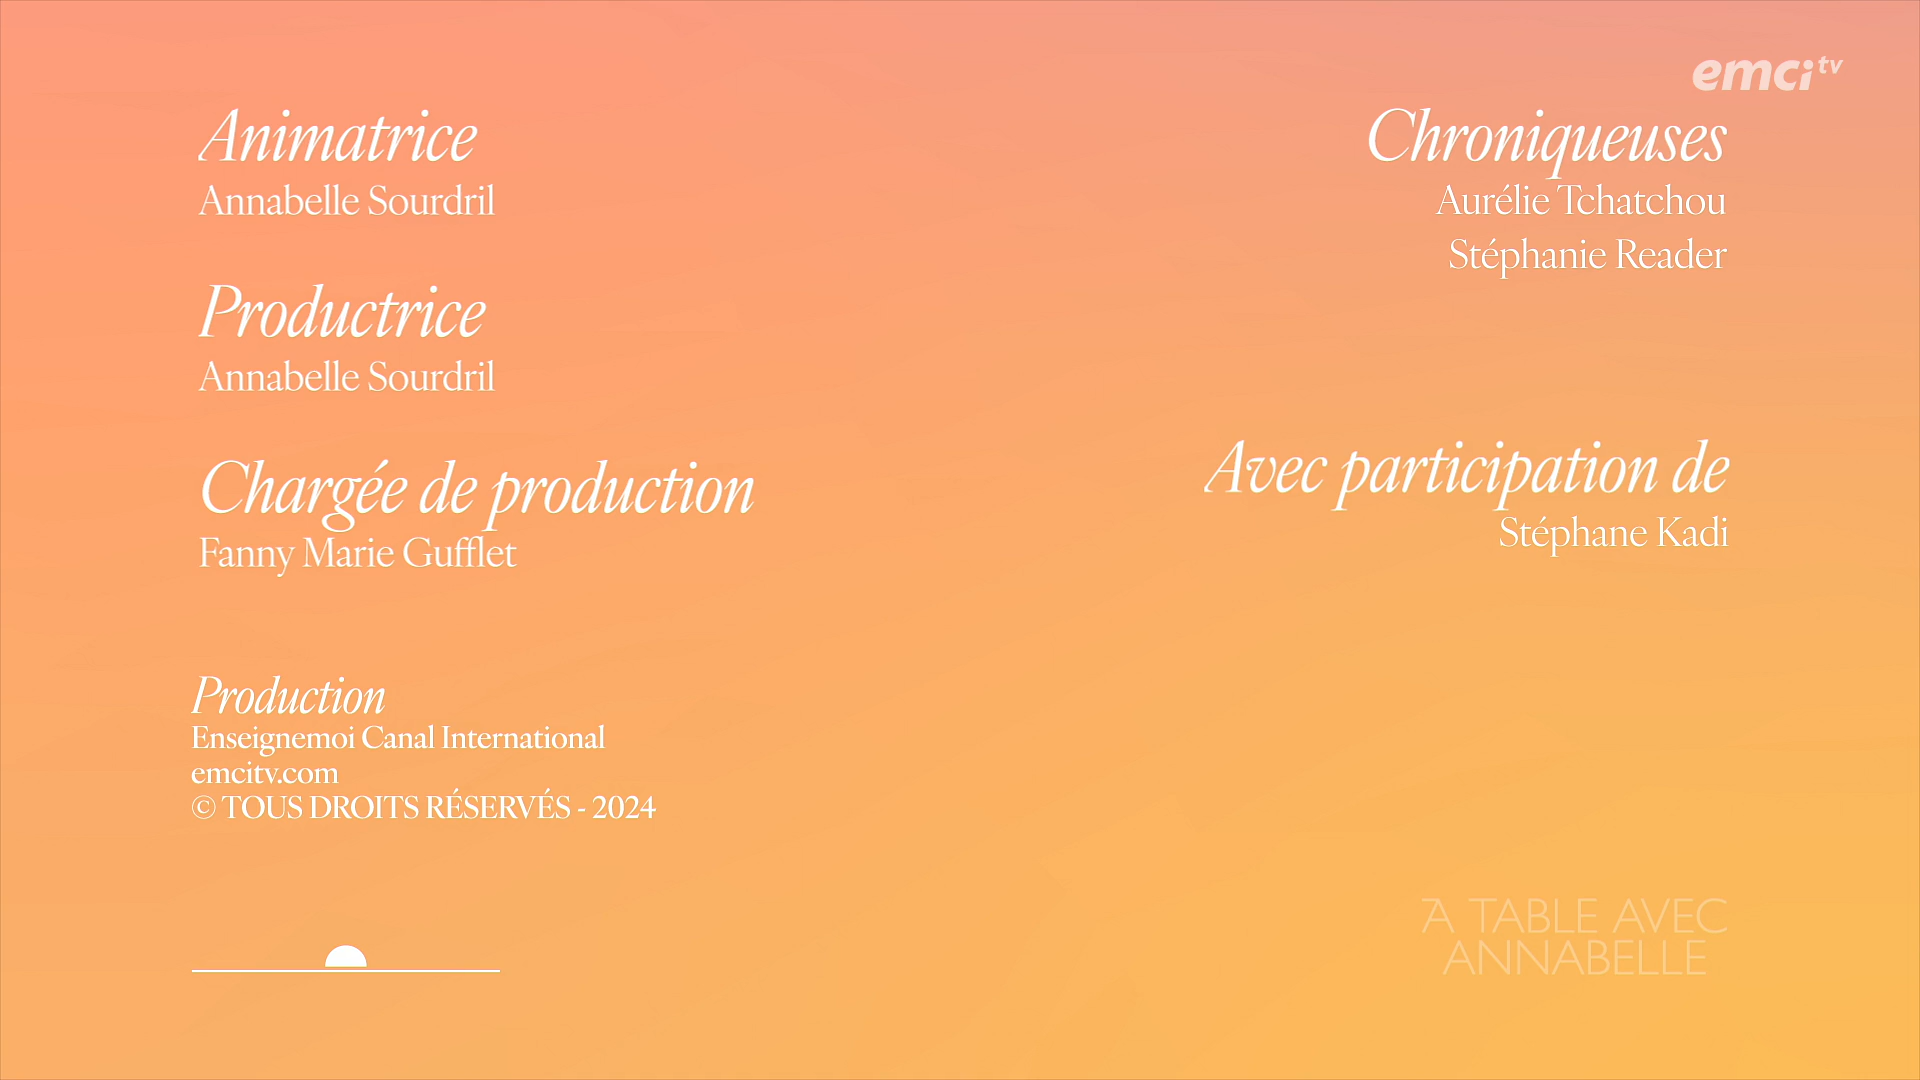 emci tv
Animatrice
Annabelle Sourdril
Productrice
Annabelle Sourdril
Chargée de production
Fanny Marie Gufflet
Production
Enseignemoi Canal International
emcitv.com
© TOUS DROITS RÉSERVÉS - 2024
Chroniqueuses
Aurélie Tchatchou
Stéphanie Reader
Avec participation de
Stéphane Kadi
A TABLE AVEC
ANNABELLE